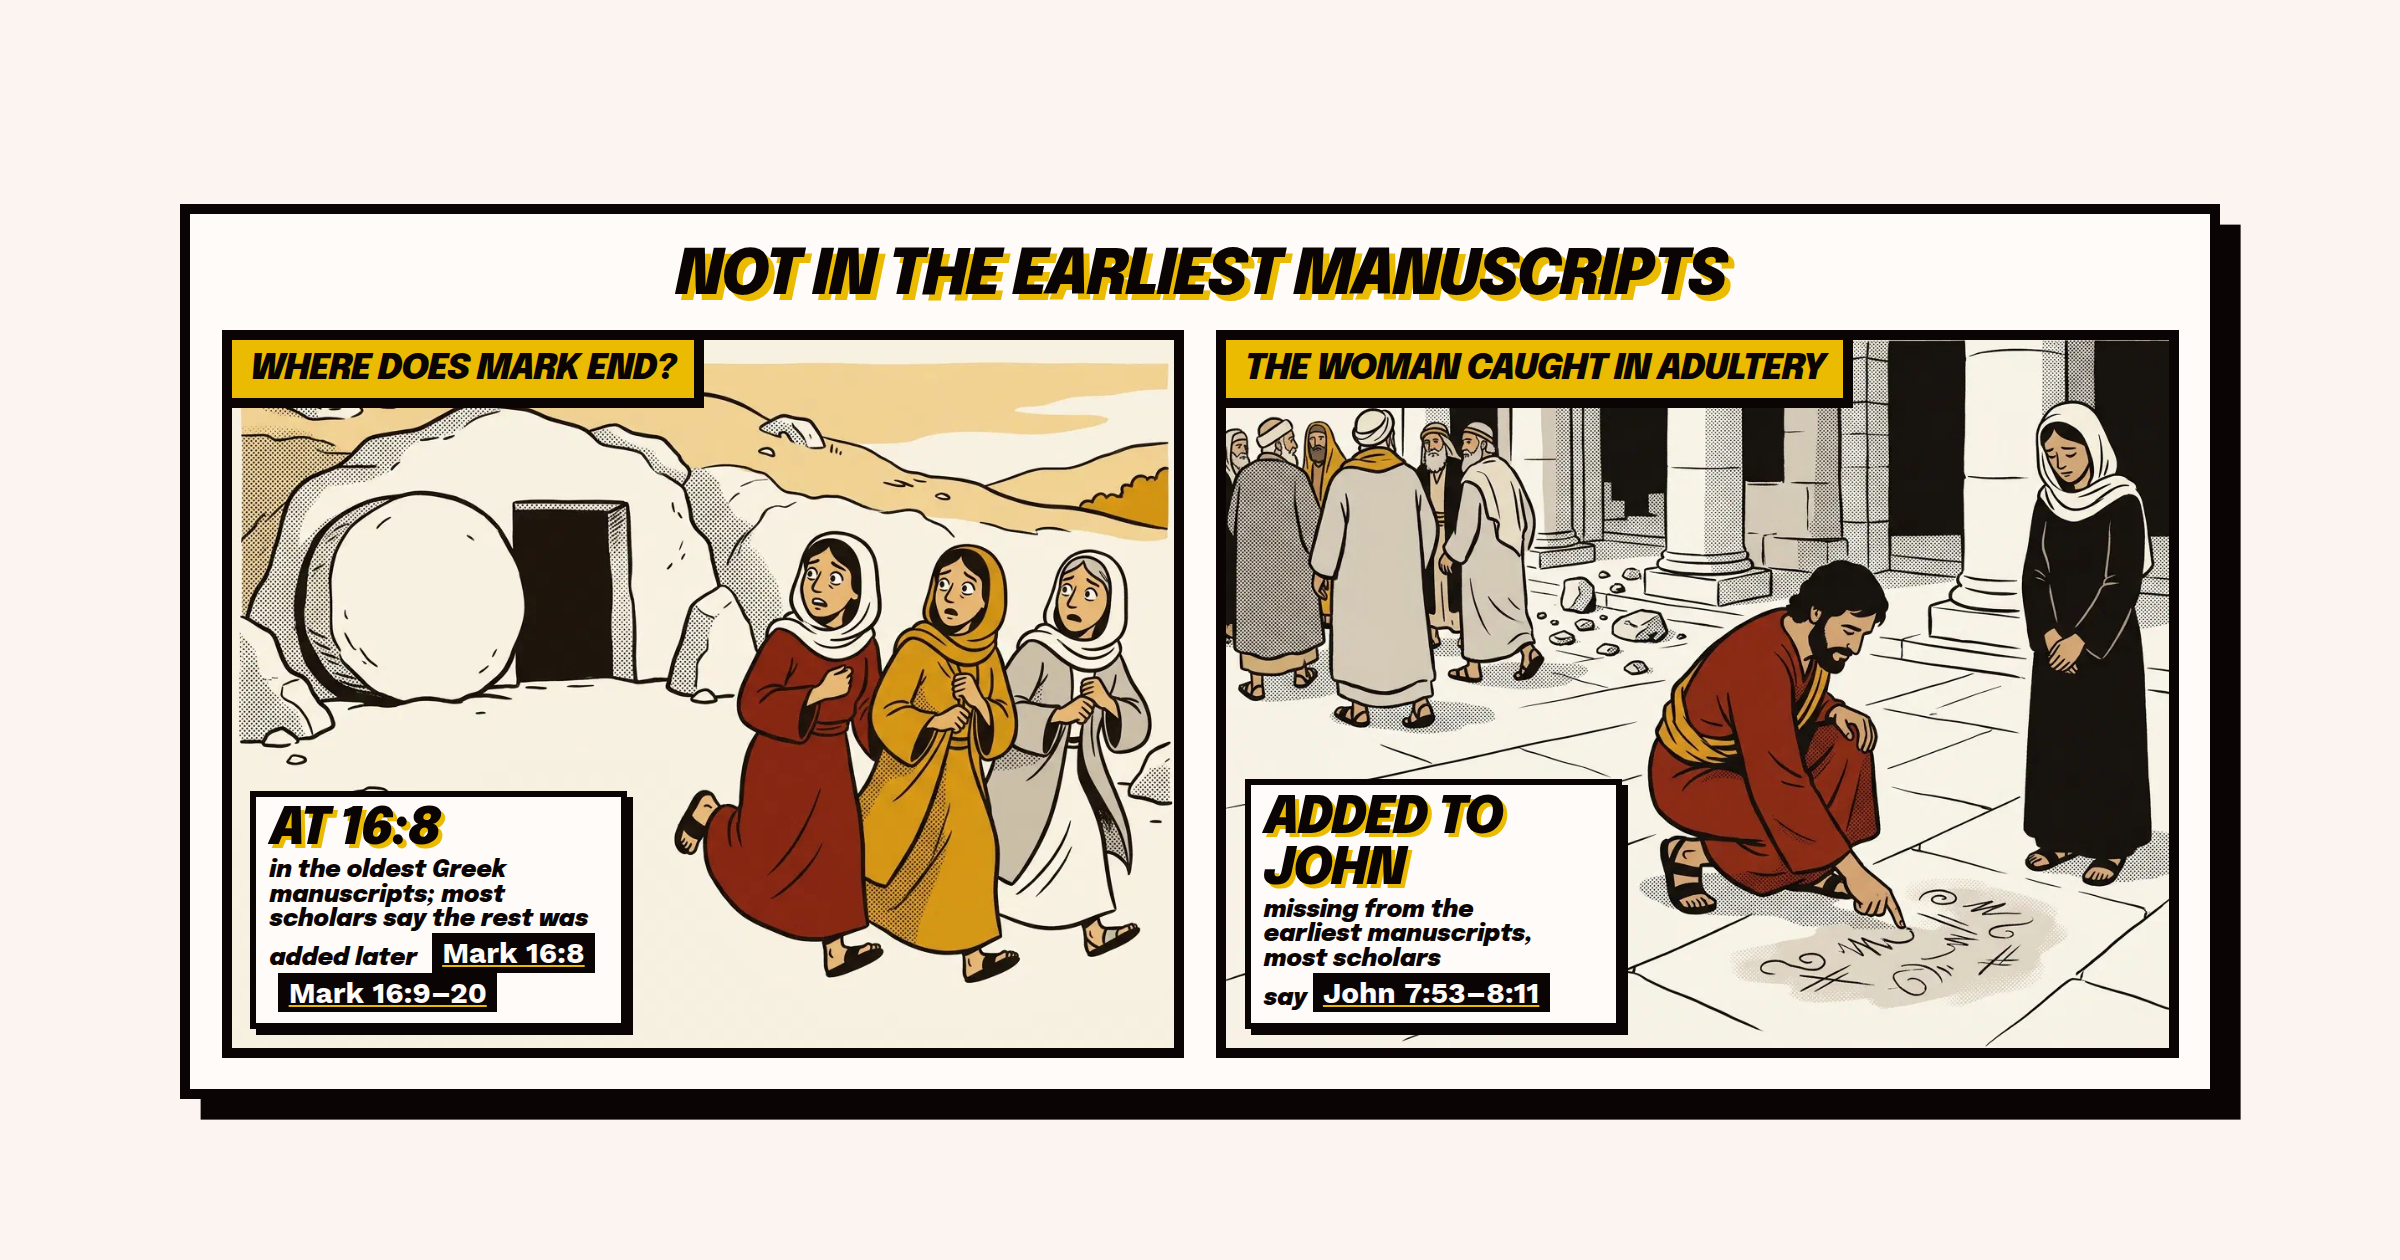 NOT IN THE EARLIEST MANUSCRIPTS
WHERE DOES MARK END?
AT 16:8
in the oldest Greek
manuscripts; most
scholars say the rest was
added later Mark 16:8
Mark 16:9–20
THE WOMAN CAUGHT IN ADULTERY
ADDED TO
JOHN
missing from the
earliest manuscripts,
most scholars
say John 7:53–8:11